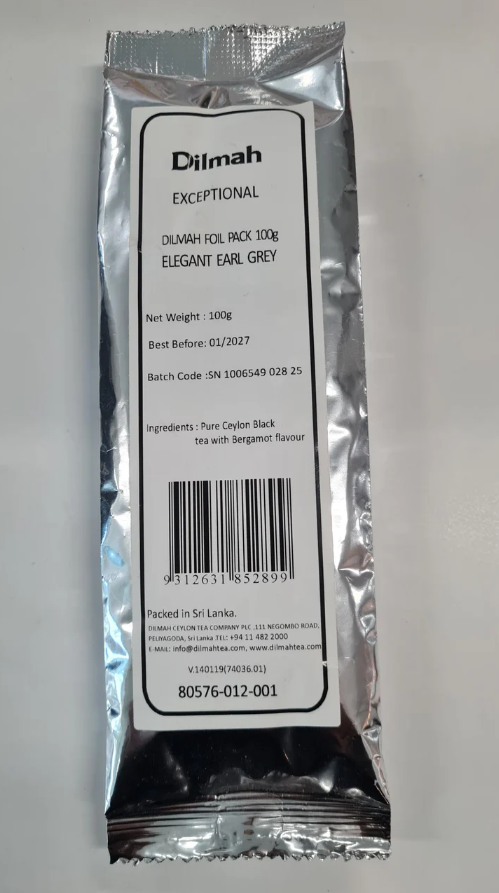 Dilmah
EXCEPTIONAL
DILMAH FOIL PACK 100g
ELEGANT EARL GREY
Net Weight : 100g
Best Before: 01/2027
Batch Code :SN 1006549 028 25
Ingredients : Pure Ceylon Black
tea with Bergamot flavour
9 312631 852899
Packed in Sri Lanka.
DILMAH CEYLON TEA COMPANY PLC ,111 NEGOMBO ROAD,
PELIYAGODA, Sri Lanka .TEL: +94 11 482 2000
E-MAIL: info@dilmahtea.com, www.dilmahtea.com
V.140119(74036.01)
80576-012-001